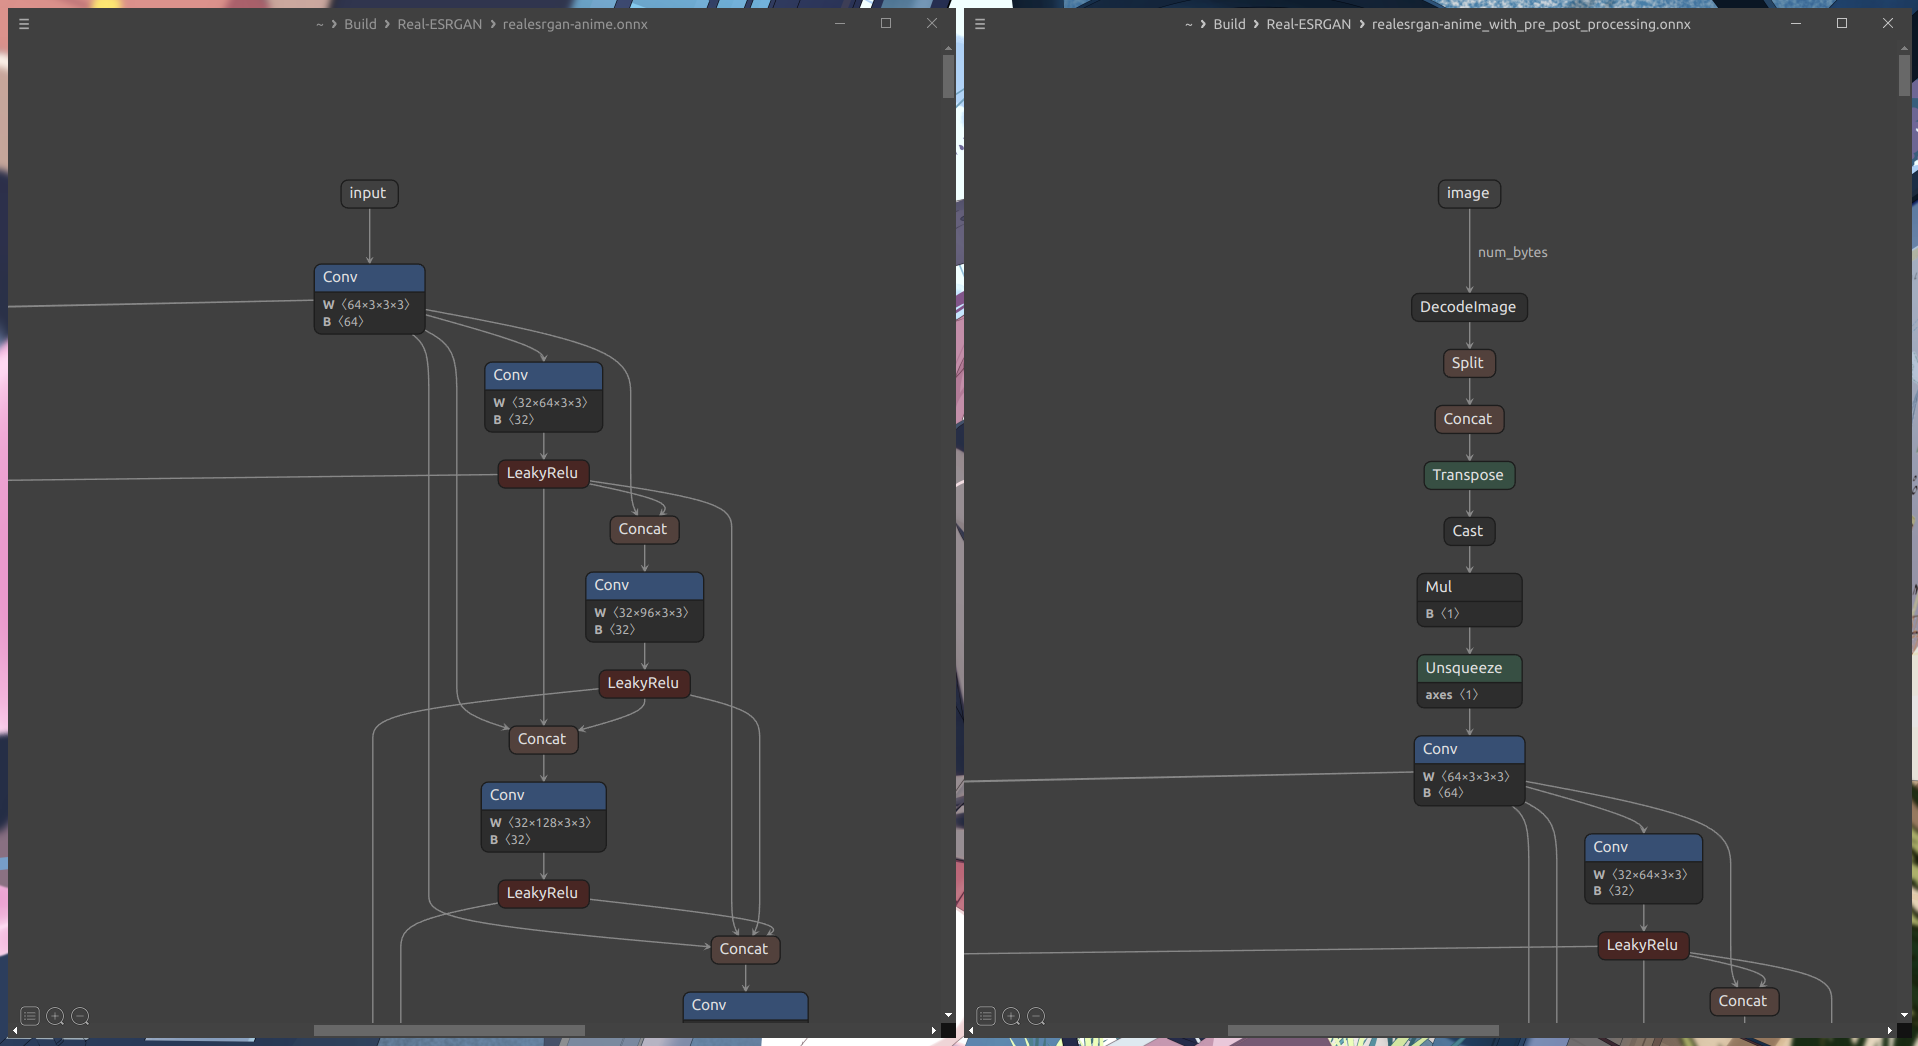 ~ › Build › Real-ESRGAN › realesrgan-anime.onnx
input
Conv
W 〈64×3×3×3〉
B 〈64〉
Conv
W 〈32×64×3×3〉
B 〈32〉
LeakyRelu
Concat
Conv
W 〈32×96×3×3〉
B 〈32〉
LeakyRelu
Concat
Conv
W 〈32×128×3×3〉
B 〈32〉
LeakyRelu
Concat
Conv
~ › Build › Real-ESRGAN › realesrgan-anime_with_pre_post_processing.onnx
image
num_bytes
DecodeImage
Split
Concat
Transpose
Cast
Mul
B 〈1〉
Unsqueeze
axes 〈1〉
Conv
W 〈64×3×3×3〉
B 〈64〉
Conv
W 〈32×64×3×3〉
B 〈32〉
LeakyRelu
Concat